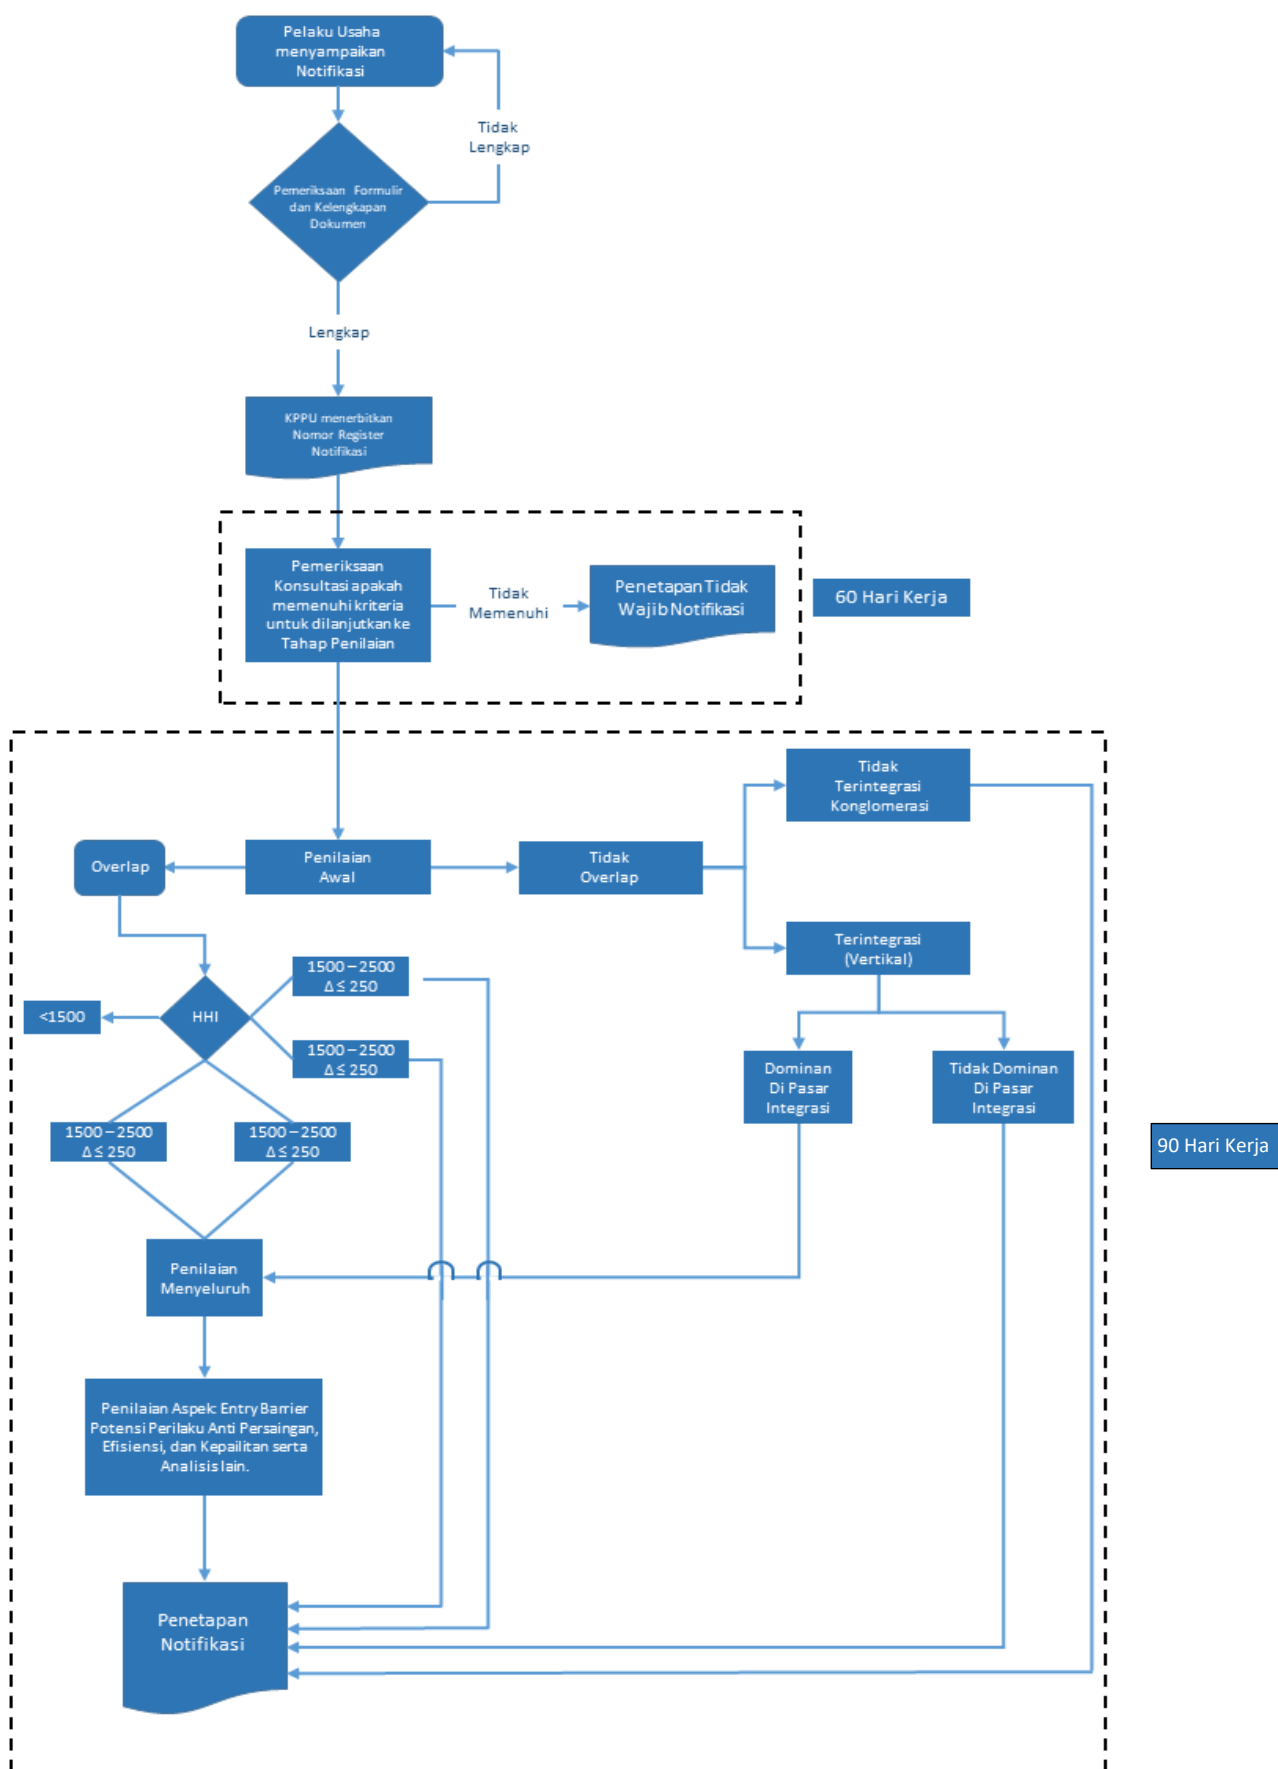 Pelaku Usaha
menyampaikan
Notifikasi
Tidak
Lengkap
Pemeriksaan Formulir
dan Kelengkapan
Dokumen
Lengkap
KPPU menerbitkan
Nomor Register
Notifikasi
Pemeriksaan
Konsultasi apakah
memenuhi kriteria
untuk dilanjutkan ke
Tahap Penilaian
Tidak
Memenuhi
Penetapan Tidak
Wajib Notifikasi
60 Hari Kerja
Tidak
Terintegrasi
Konglomerasi
Overlap
Penilaian
Awal
Tidak
Overlap
Terintegrasi
(Vertikal)
1500 – 2500
Δ ≤ 250
<1500
HHI
1500 – 2500
Δ ≤ 250
Dominan
Di Pasar
Integrasi
Tidak Dominan
Di Pasar
Integrasi
1500 – 2500
Δ ≤ 250
1500 – 2500
Δ ≤ 250
90 Hari Kerja
Penilaian
Menyeluruh
Penilaian Aspek: Entry Barrier
Potensi Perilaku Anti Persaingan,
Efisiensi, dan Kepailitan serta
Analisis lain.
Penetapan
Notifikasi